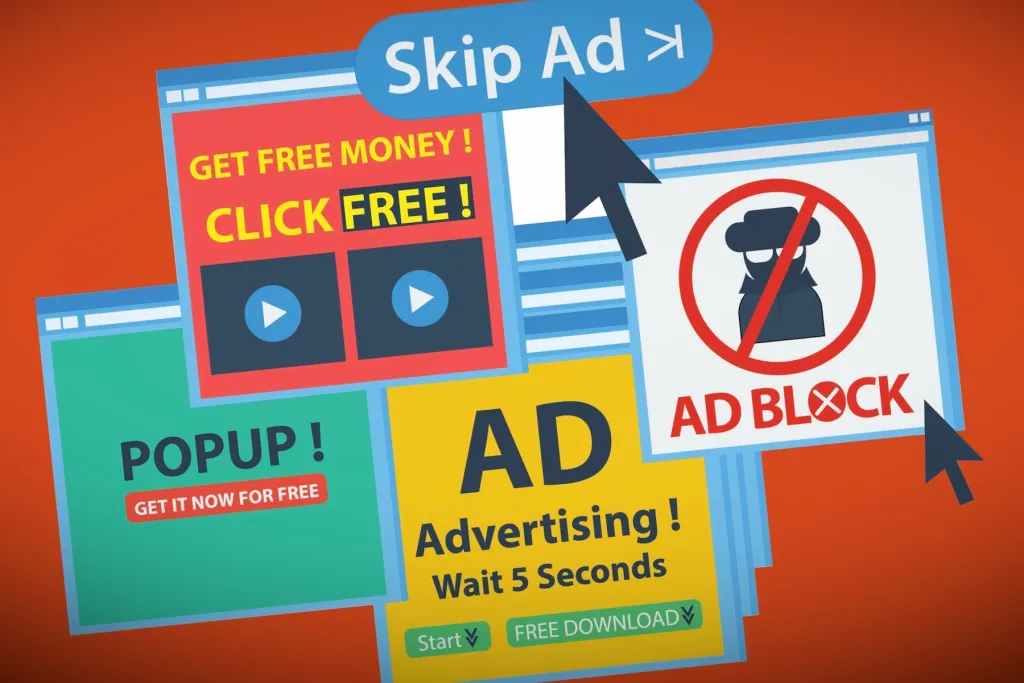 Skip Ad
GET FREE MONEY !
CLICK FREE !
POPUP !
GET IT NOW FOR FREE
AD
Advertising !
Wait 5 Seconds
Start
FREE DOWNLOAD
AD BLOCK